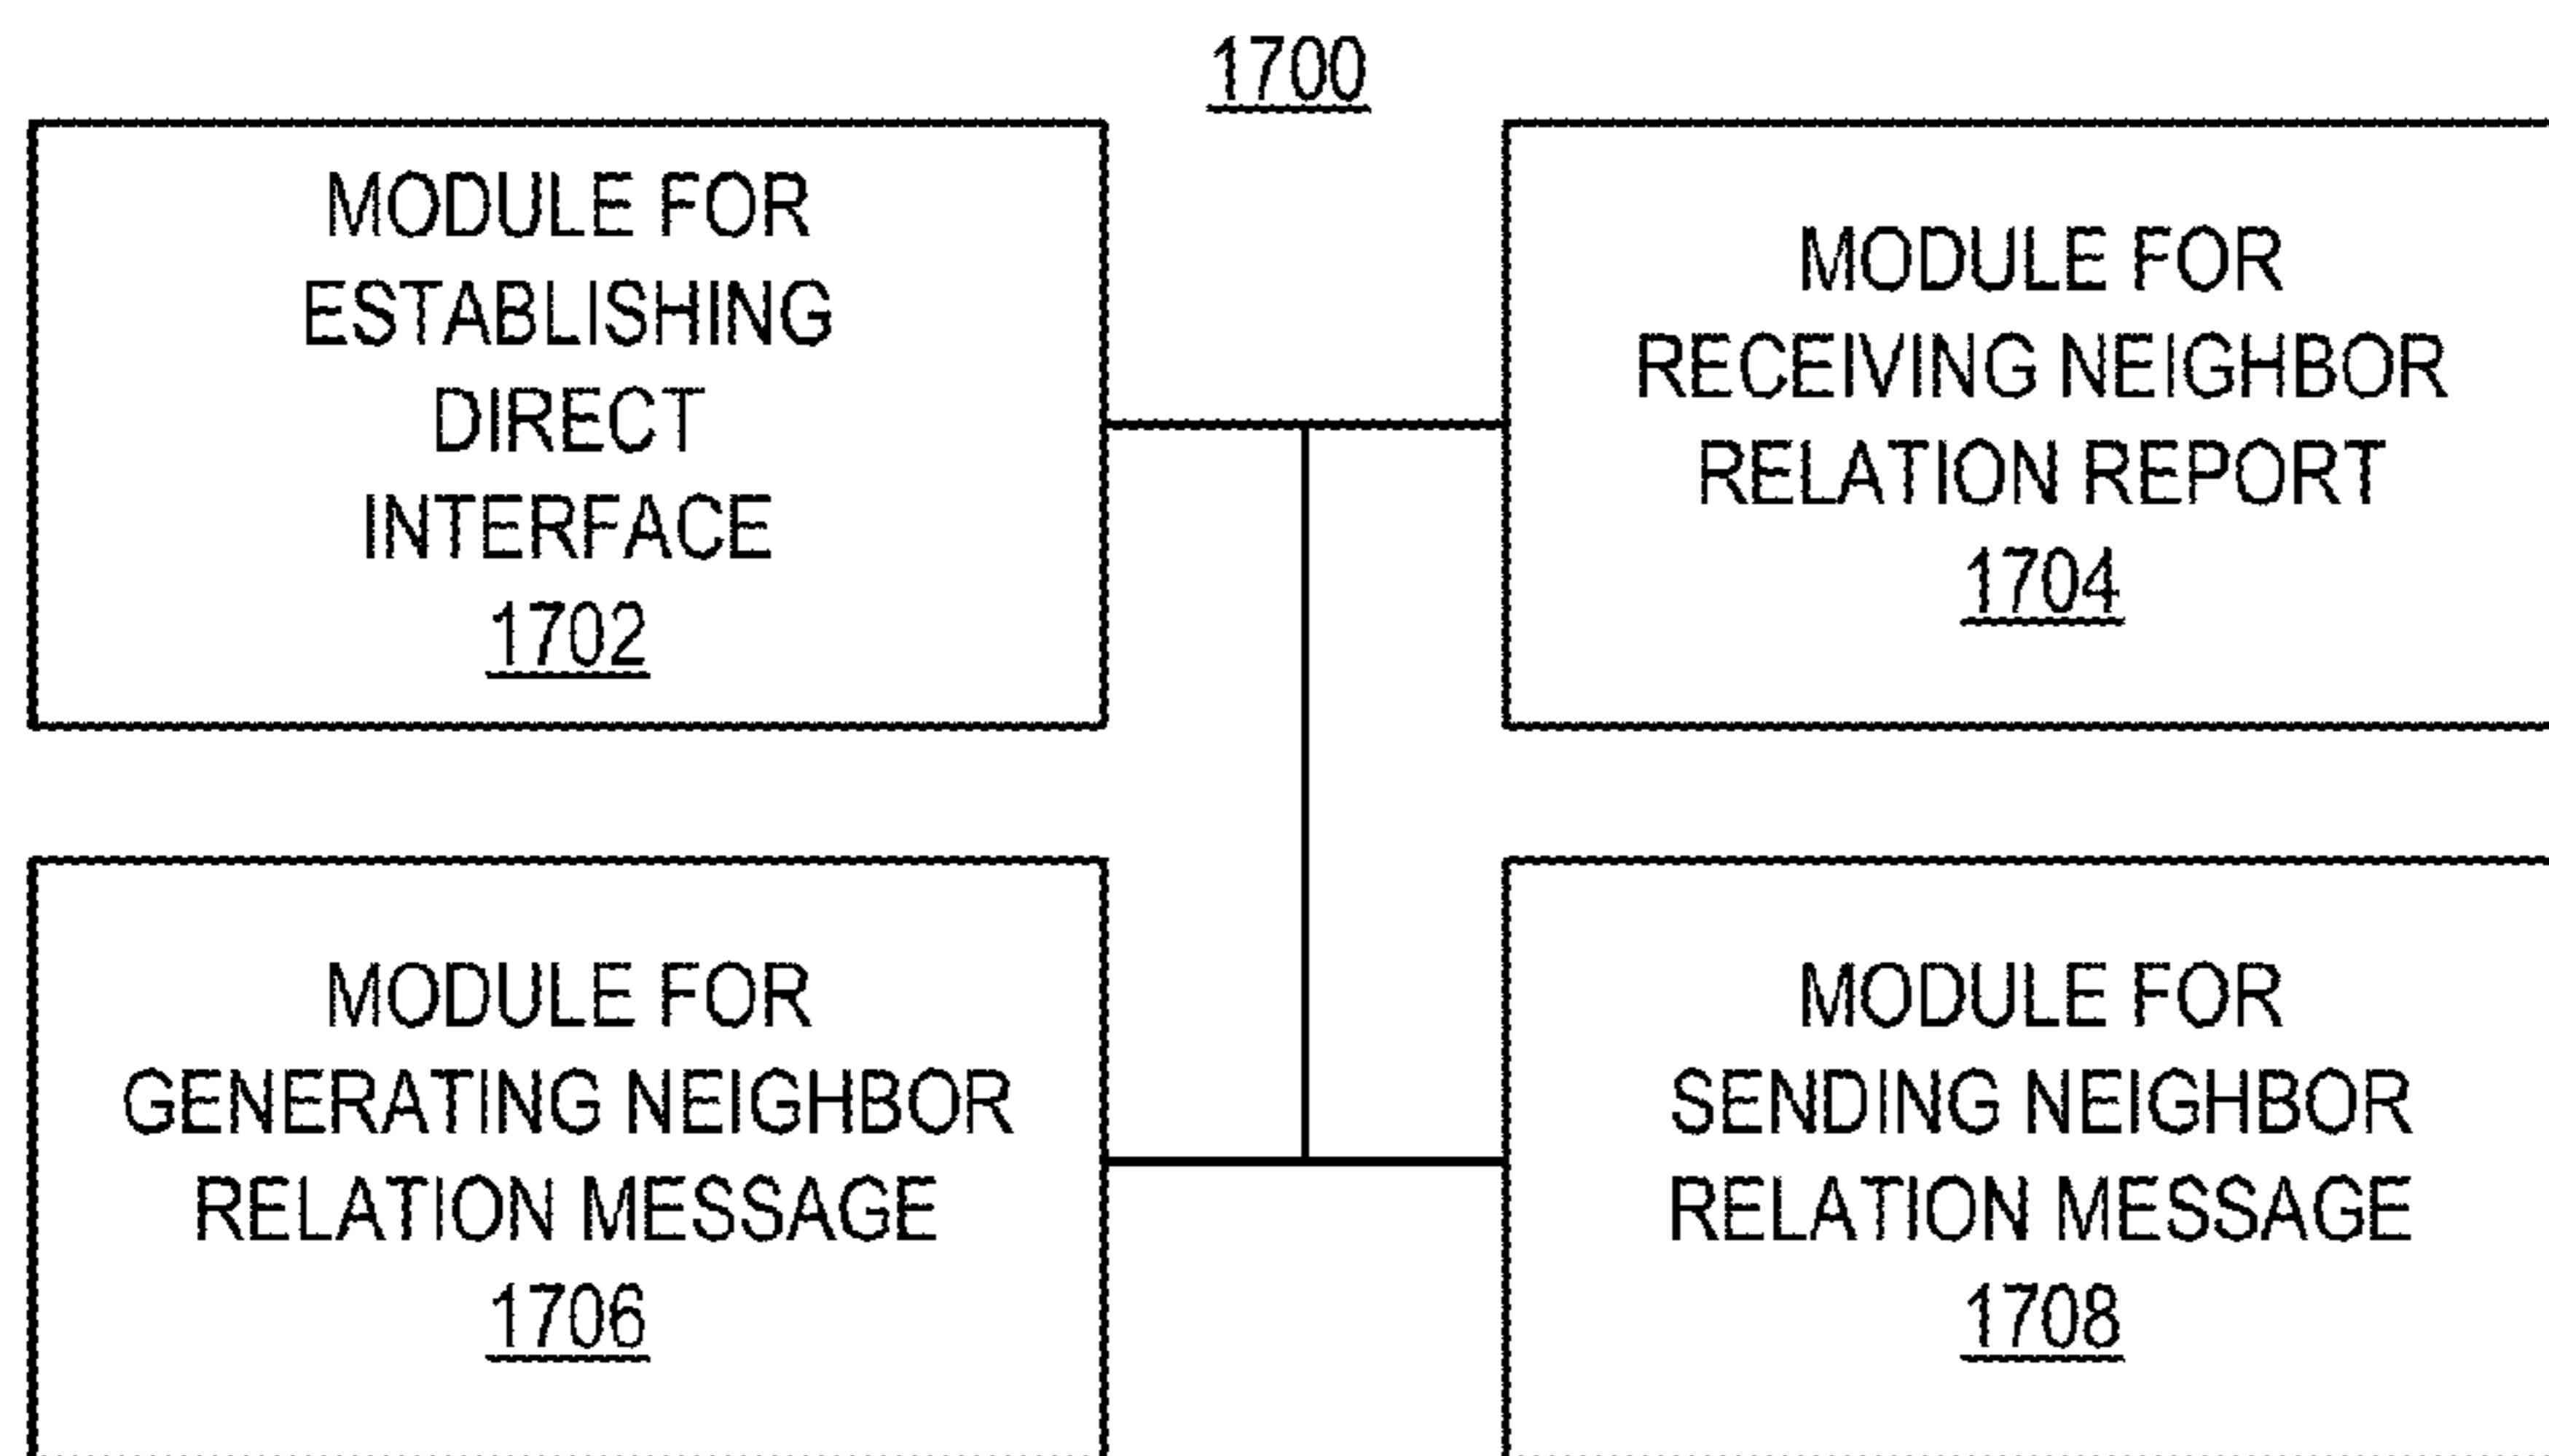 1700
MODULE FOR
ESTABLISHING
DIRECT
INTERFACE
1702
MODULE FOR
RECEIVING NEIGHBOR
RELATION REPORT
1704
MODULE FOR
GENERATING NEIGHBOR
RELATION MESSAGE
1706
MODULE FOR
SENDING NEIGHBOR
RELATION MESSAGE
1708